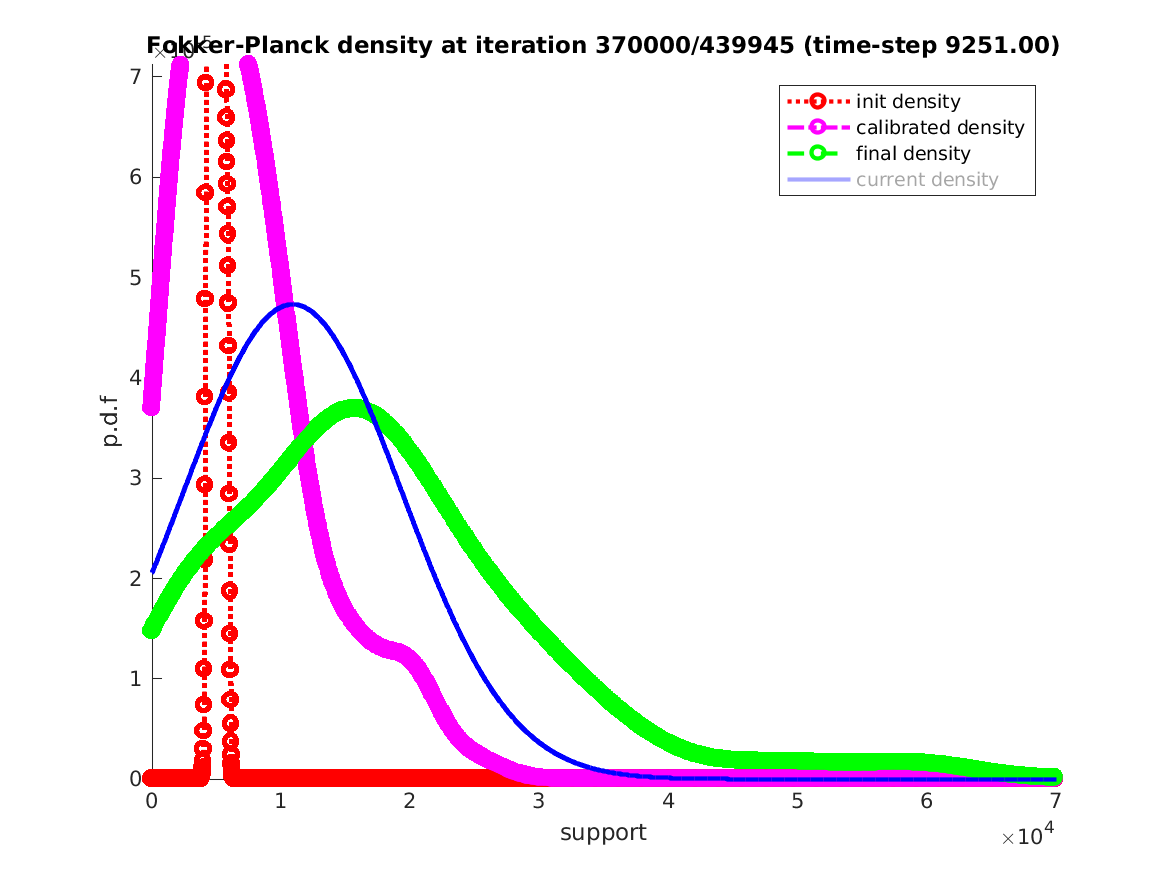 Fokker-Planck density at iteration 370000/439945 (time-step 9251.00)
×10
-5
init density
calibrated density
final density
current density
7
6
5
4
3
2
1
0
p.d.f
0 1 2 3 4 5 6 7
support
×10^4